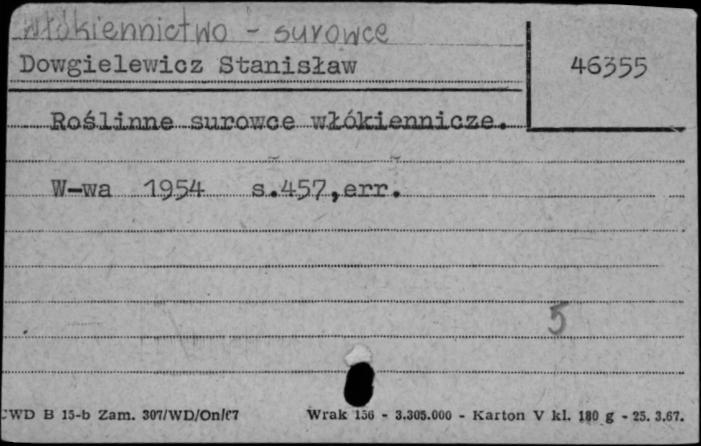 Włókiennictwo - surowce
Dowgielewicz Stanisław
46355
Roślinne surowce włókiennicze.
W-wa 1954 s.457,err.
5
CWD B 15-b Zam. 307/WD/On/67 Wrak 156 - 3.305.000 - Karton V kl. 180 g - 25. 3.67.